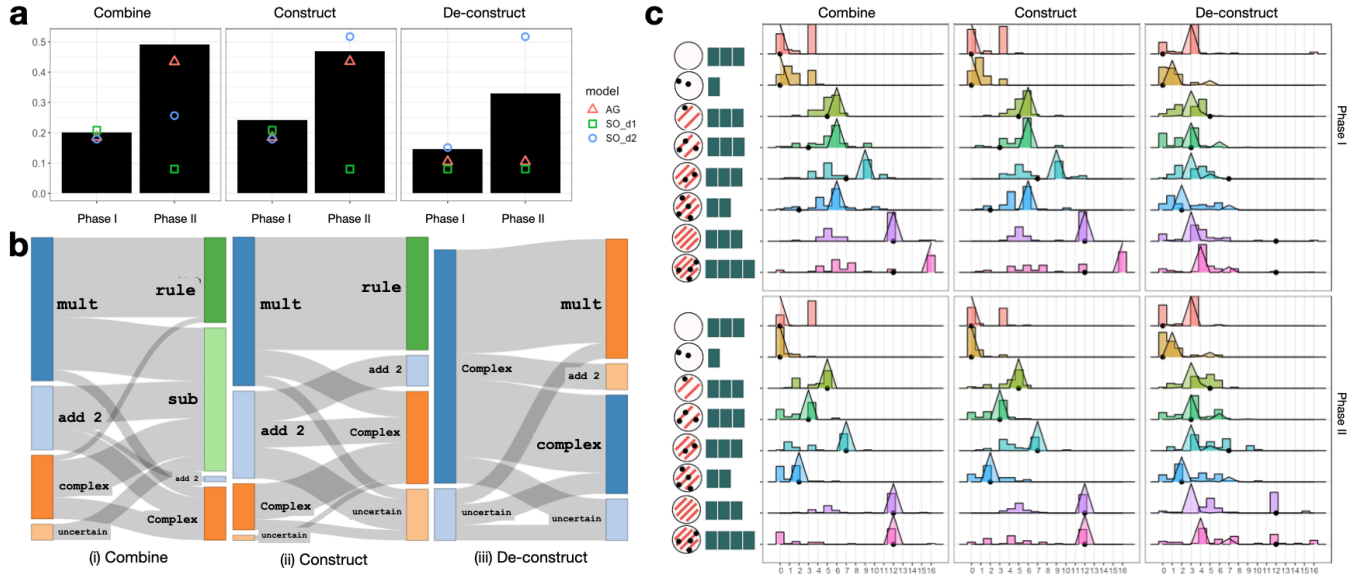 a
Combine
Construct
De-construct
0.5
0.4
0.3
0.2
0.1
0.0
Phase I
Phase II
Phase I
Phase II
Phase I
Phase II
model
AG
SO_d1
SO_d2
b
mult
add 2
complex
uncertain
rule
sub
add 2
Complex
(i) Combine
mult
add 2
Complex
uncertain
rule
add 2
Complex
uncertain
(ii) Construct
Complex
uncertain
mult
add 2
complex
uncertain
(iii) De-construct
c
Combine
Construct
De-construct
Phase I
Phase II
0 1 2 3 4 5 6 7 8 9 10 11 12 13 14 15 16
0 1 2 3 4 5 6 7 8 9 10 11 12 13 14 15 16
0 1 2 3 4 5 6 7 8 9 10 11 12 13 14 15 16